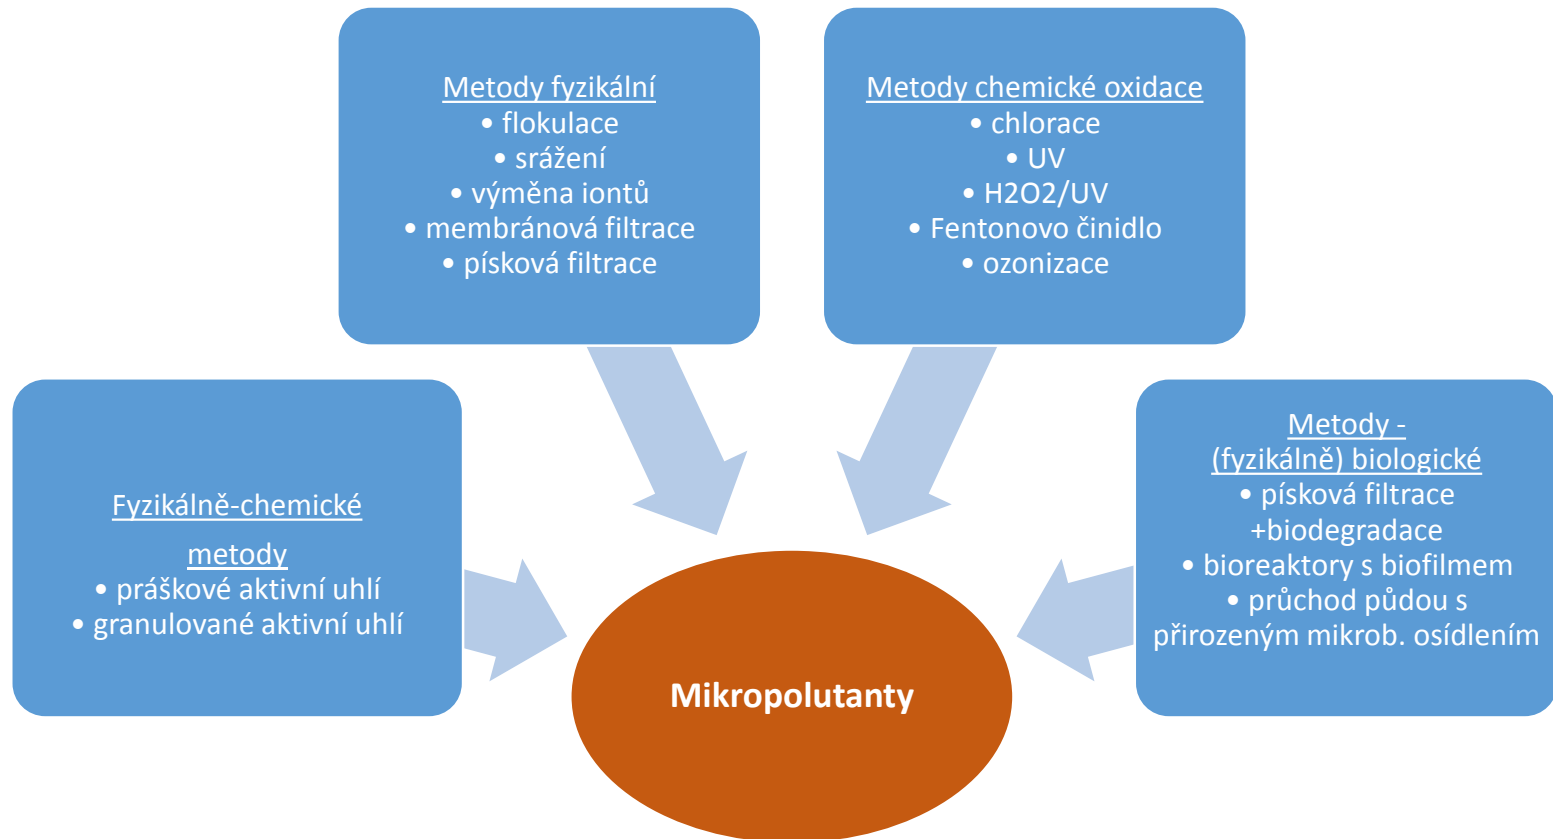 Metody fyzikální
• flokulace
• srážení
• výměna iontů
• membránová filtrace
• písková filtrace
Metody chemické oxidace
• chlorace
• UV
• H2O2/UV
• Fentonovo činidlo
• ozonizace
Fyzikálně-chemické
metody
• práškové aktivní uhlí
• granulované aktivní uhlí
Metody -
(fyzikálně) biologické
• písková filtrace
+biodegradace
• bioreaktory s biofilmem
• průchod půdou s
přirozeným mikrob. osídlením
Mikropolutanty